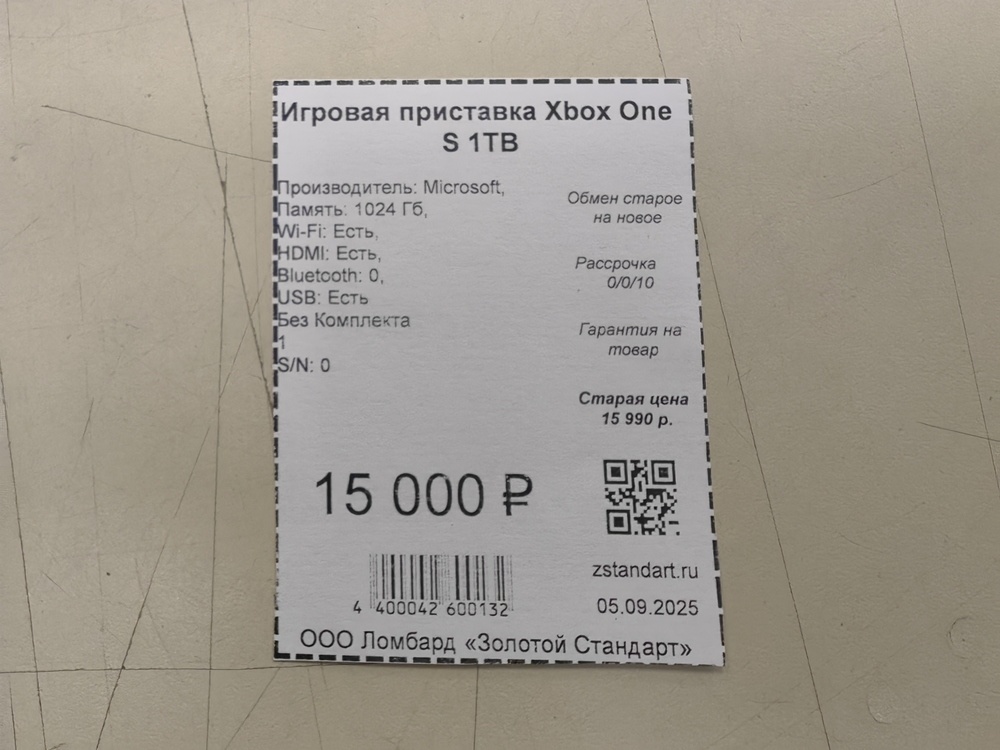 Игровая приставка Xbox One
S 1TB
Производитель: Microsoft,
Память: 1024 Гб,
Wi-Fi: Есть,
HDMI: Есть,
Bluetooth: 0,
USB: Есть
Без Комплекта
1
S/N: 0
Обмен старое
на новое
Рассрочка
0/0/10
Гарантия на
товар
Старая цена
15 990 р.
15 000 ₽
4 400042 600132
zstandart.ru
05.09.2025
ООО Ломбард «Золотой Стандарт»